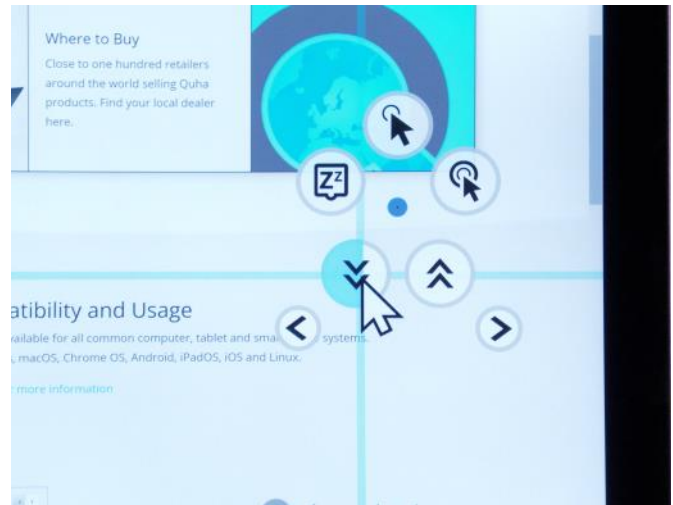 Where to Buy
Close to one hundred retailers
around the world selling Quha
products. Find your local dealer
here.
Zz
atibility and Usage
vailable for all common computer, tablet and sma systems.
, macOS, Chrome OS, Android, iPadOS, iOS and Linux.
more information